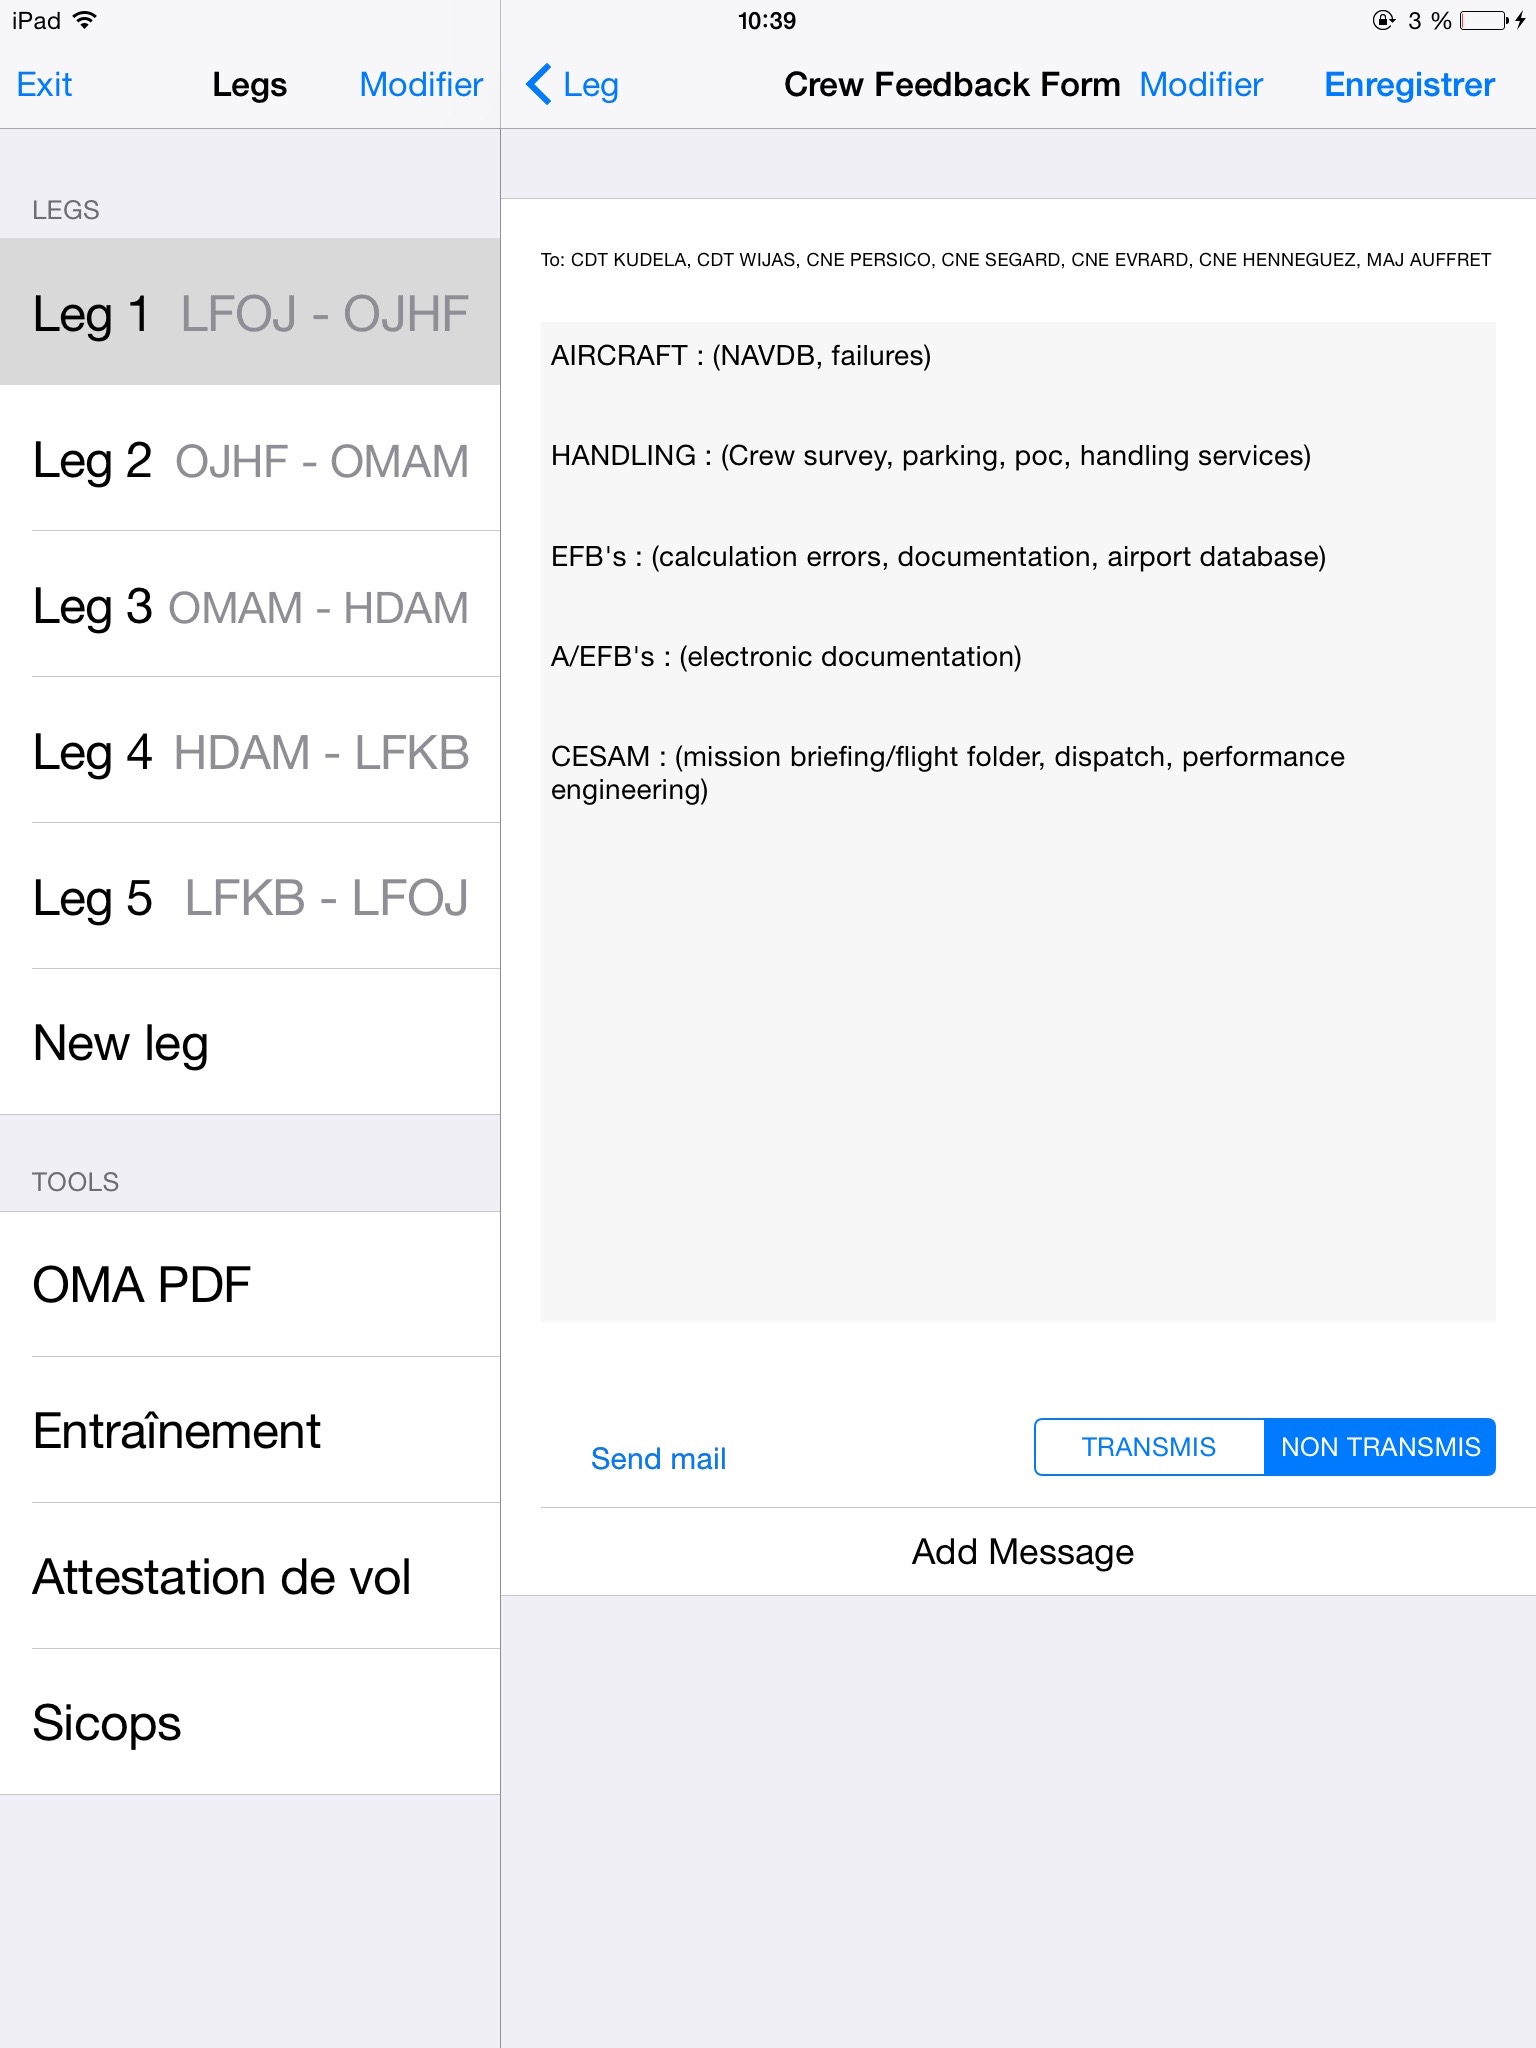 iPad 10:39 3 %
Exit Legs Modifier
Leg Crew Feedback Form Modifier Enregistrer
LEGS
Leg 1 LFOJ - OJHF
Leg 2 OJHF - OMAM
Leg 3 OMAM - HDAM
Leg 4 HDAM - LFKB
Leg 5 LFKB - LFOJ
New leg
TOOLS
OMA PDF
Entraînement
Attestation de vol
Sicops
To: CDT KUDELA, CDT WIJAS, CNE PERSICO, CNE SEGARD, CNE EVRARD, CNE HENNEGUEZ, MAJ AUFFRET
AIRCRAFT : (NAVDB, failures)
HANDLING : (Crew survey, parking, poc, handling services)
EFB's : (calculation errors, documentation, airport database)
A/EFB's : (electronic documentation)
CESAM : (mission briefing/flight folder, dispatch, performance
engineering)
Send mail TRANSMIS NON TRANSMIS
Add Message